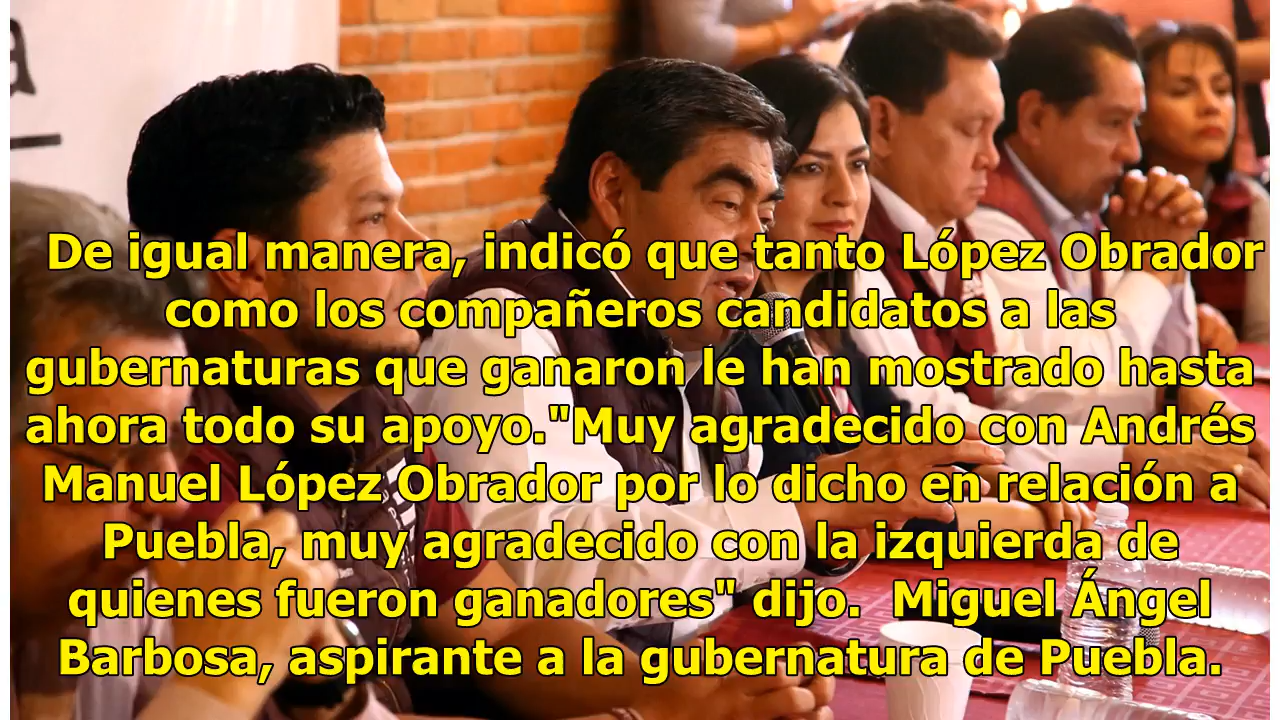 a
De igual manera, indicó que tanto López Obrador
como los compañeros candidatos a las
gubernaturas que ganaron le han mostrado hasta
ahora todo su apoyo."Muy agradecido con Andrés
Manuel López Obrador por lo dicho en relación a
Puebla, muy agradecido con la izquierda de
quienes fueron ganadores" dijo.  Miguel Ángel
Barbosa, aspirante a la gubernatura de Puebla.